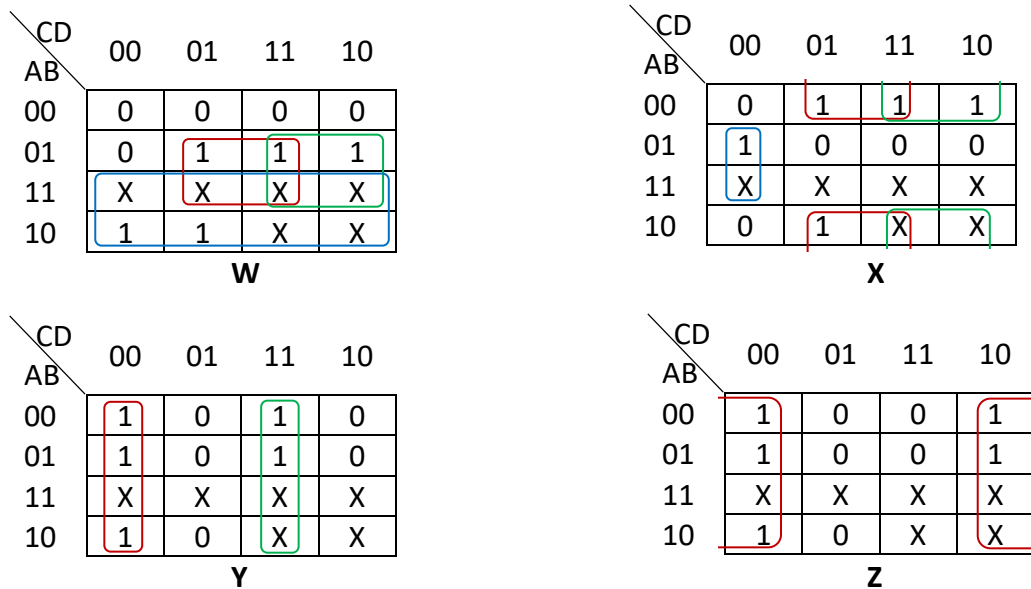 CD
00 01 11 10
AB
00 0 0 0 0
01 0 1 1 1
11 X X X X
10 1 1 X X
W
CD
00 01 11 10
AB
00 0 1 1 1
01 1 0 0 0
11 X X X X
10 0 1 X X
X
CD
00 01 11 10
AB
00 1 0 1 0
01 1 0 1 0
11 X X X X
10 1 0 X X
Y
CD
00 01 11 10
AB
00 1 0 0 1
01 1 0 0 1
11 X X X X
10 1 0 X X
Z